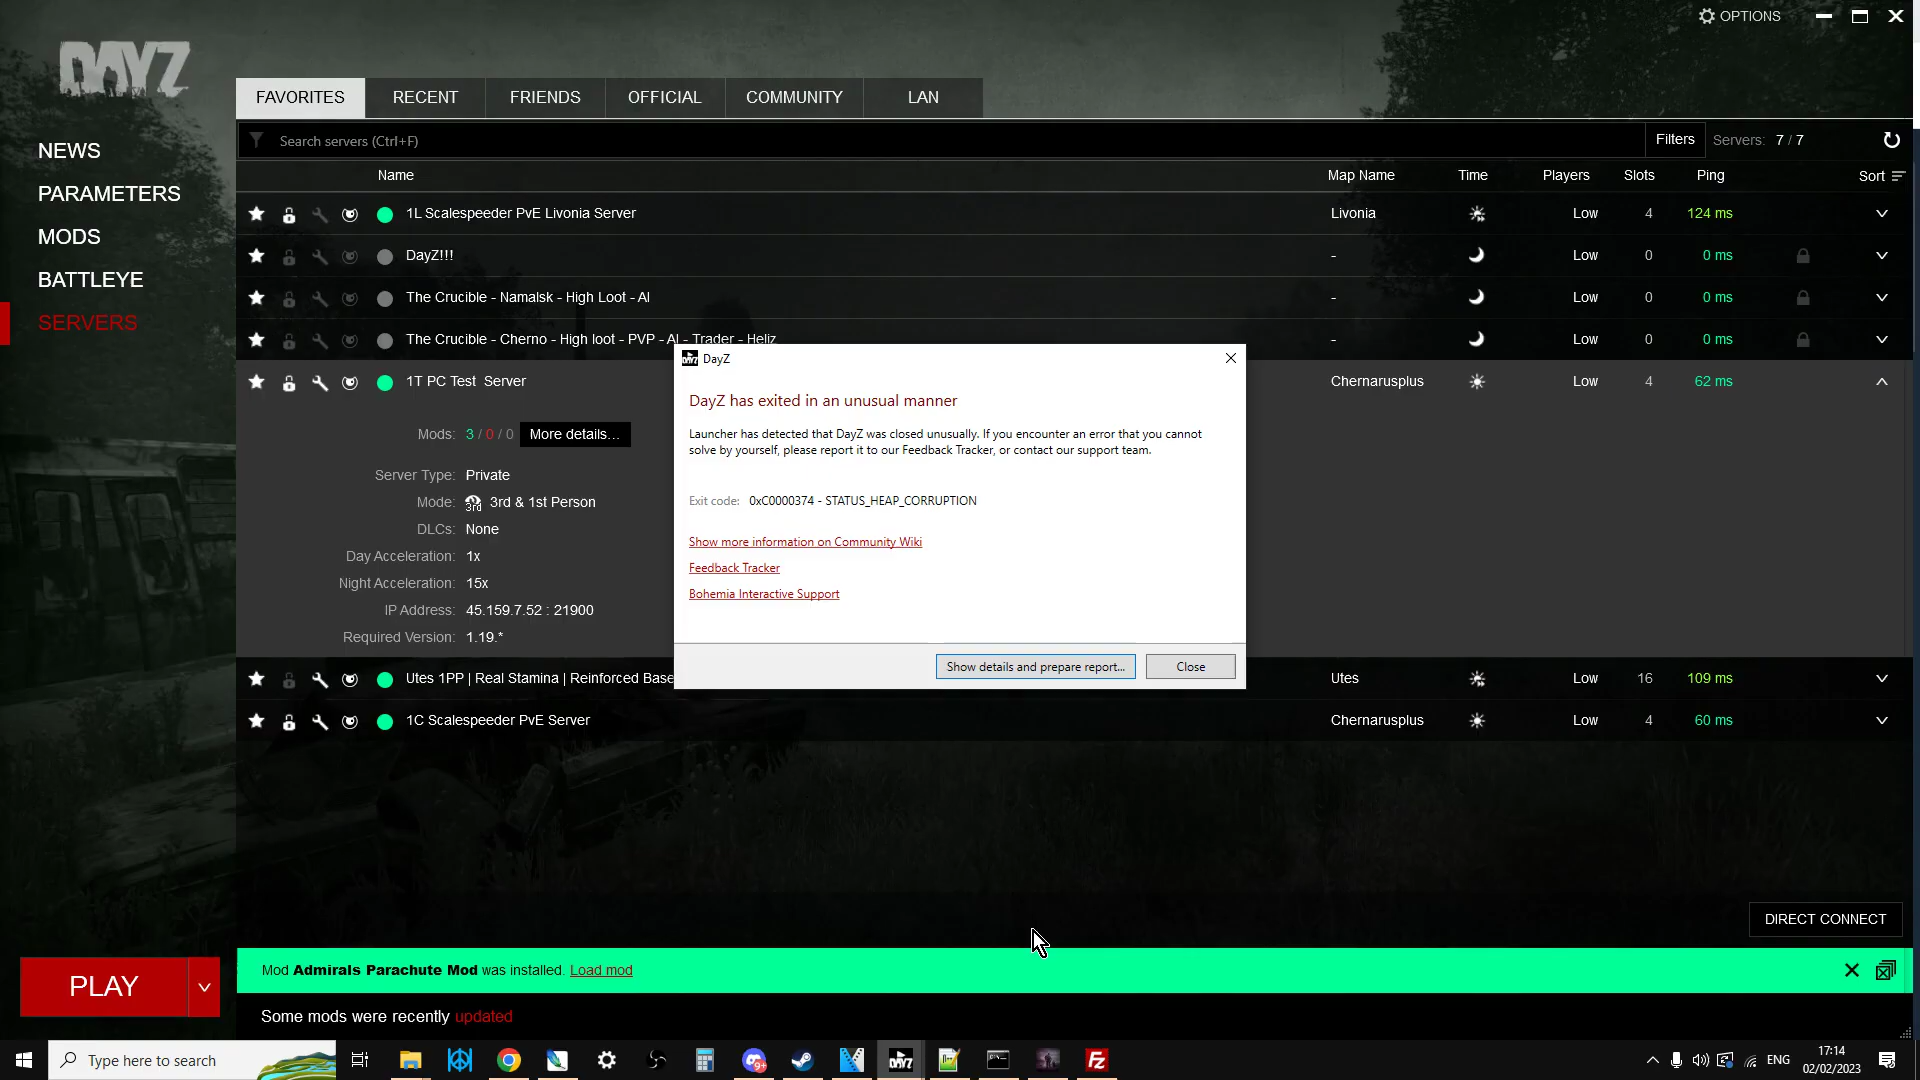 OPTIONS
DAYZ
FAVORITES RECENT FRIENDS OFFICIAL COMMUNITY LAN
NEWS
PARAMETERS
MODS
BATTLEYE
SERVERS
Search servers (Ctrl+F) Filters Servers: 7 / 7
Name Map Name Time Players Slots Ping Sort
1L Scalespeeder PvE Livonia Server Livonia Low 4 124 ms
DayZ!!! - Low 0 0 ms
The Crucible - Namalsk - High Loot - AI - Low 0 0 ms
The Crucible - Cherno - High loot - PVP - AI - Trader - Heliz - Low 0 0 ms
1T PC Test Server Chernarusplus Low 4 62 ms
Mods: 3 / 0 / 0 More details...
Server Type: Private
Mode: 3rd 3rd & 1st Person
DLCs: None
Day Acceleration: 1x
Night Acceleration: 15x
IP Address: 45.159.7.52 : 21900
Required Version: 1.19.*
DAYZ DayZ
DayZ has exited in an unusual manner
Launcher has detected that DayZ was closed unusually. If you encounter an error that you cannot
solve by yourself, please report it to our Feedback Tracker, or contact our support team.
Exit code: 0xC0000374 - STATUS_HEAP_CORRUPTION
Show more information on Community Wiki
Feedback Tracker
Bohemia Interactive Support
Show details and prepare report... Close
Utes 1PP | Real Stamina | Reinforced Base Utes Low 16 109 ms
1C Scalespeeder PvE Server Chernarusplus Low 4 60 ms
DIRECT CONNECT
PLAY
Mod Admirals Parachute Mod was installed. Load mod
Some mods were recently updated
Type here to search 9+ DAYZ FZ ENG 17:14
02/02/2023